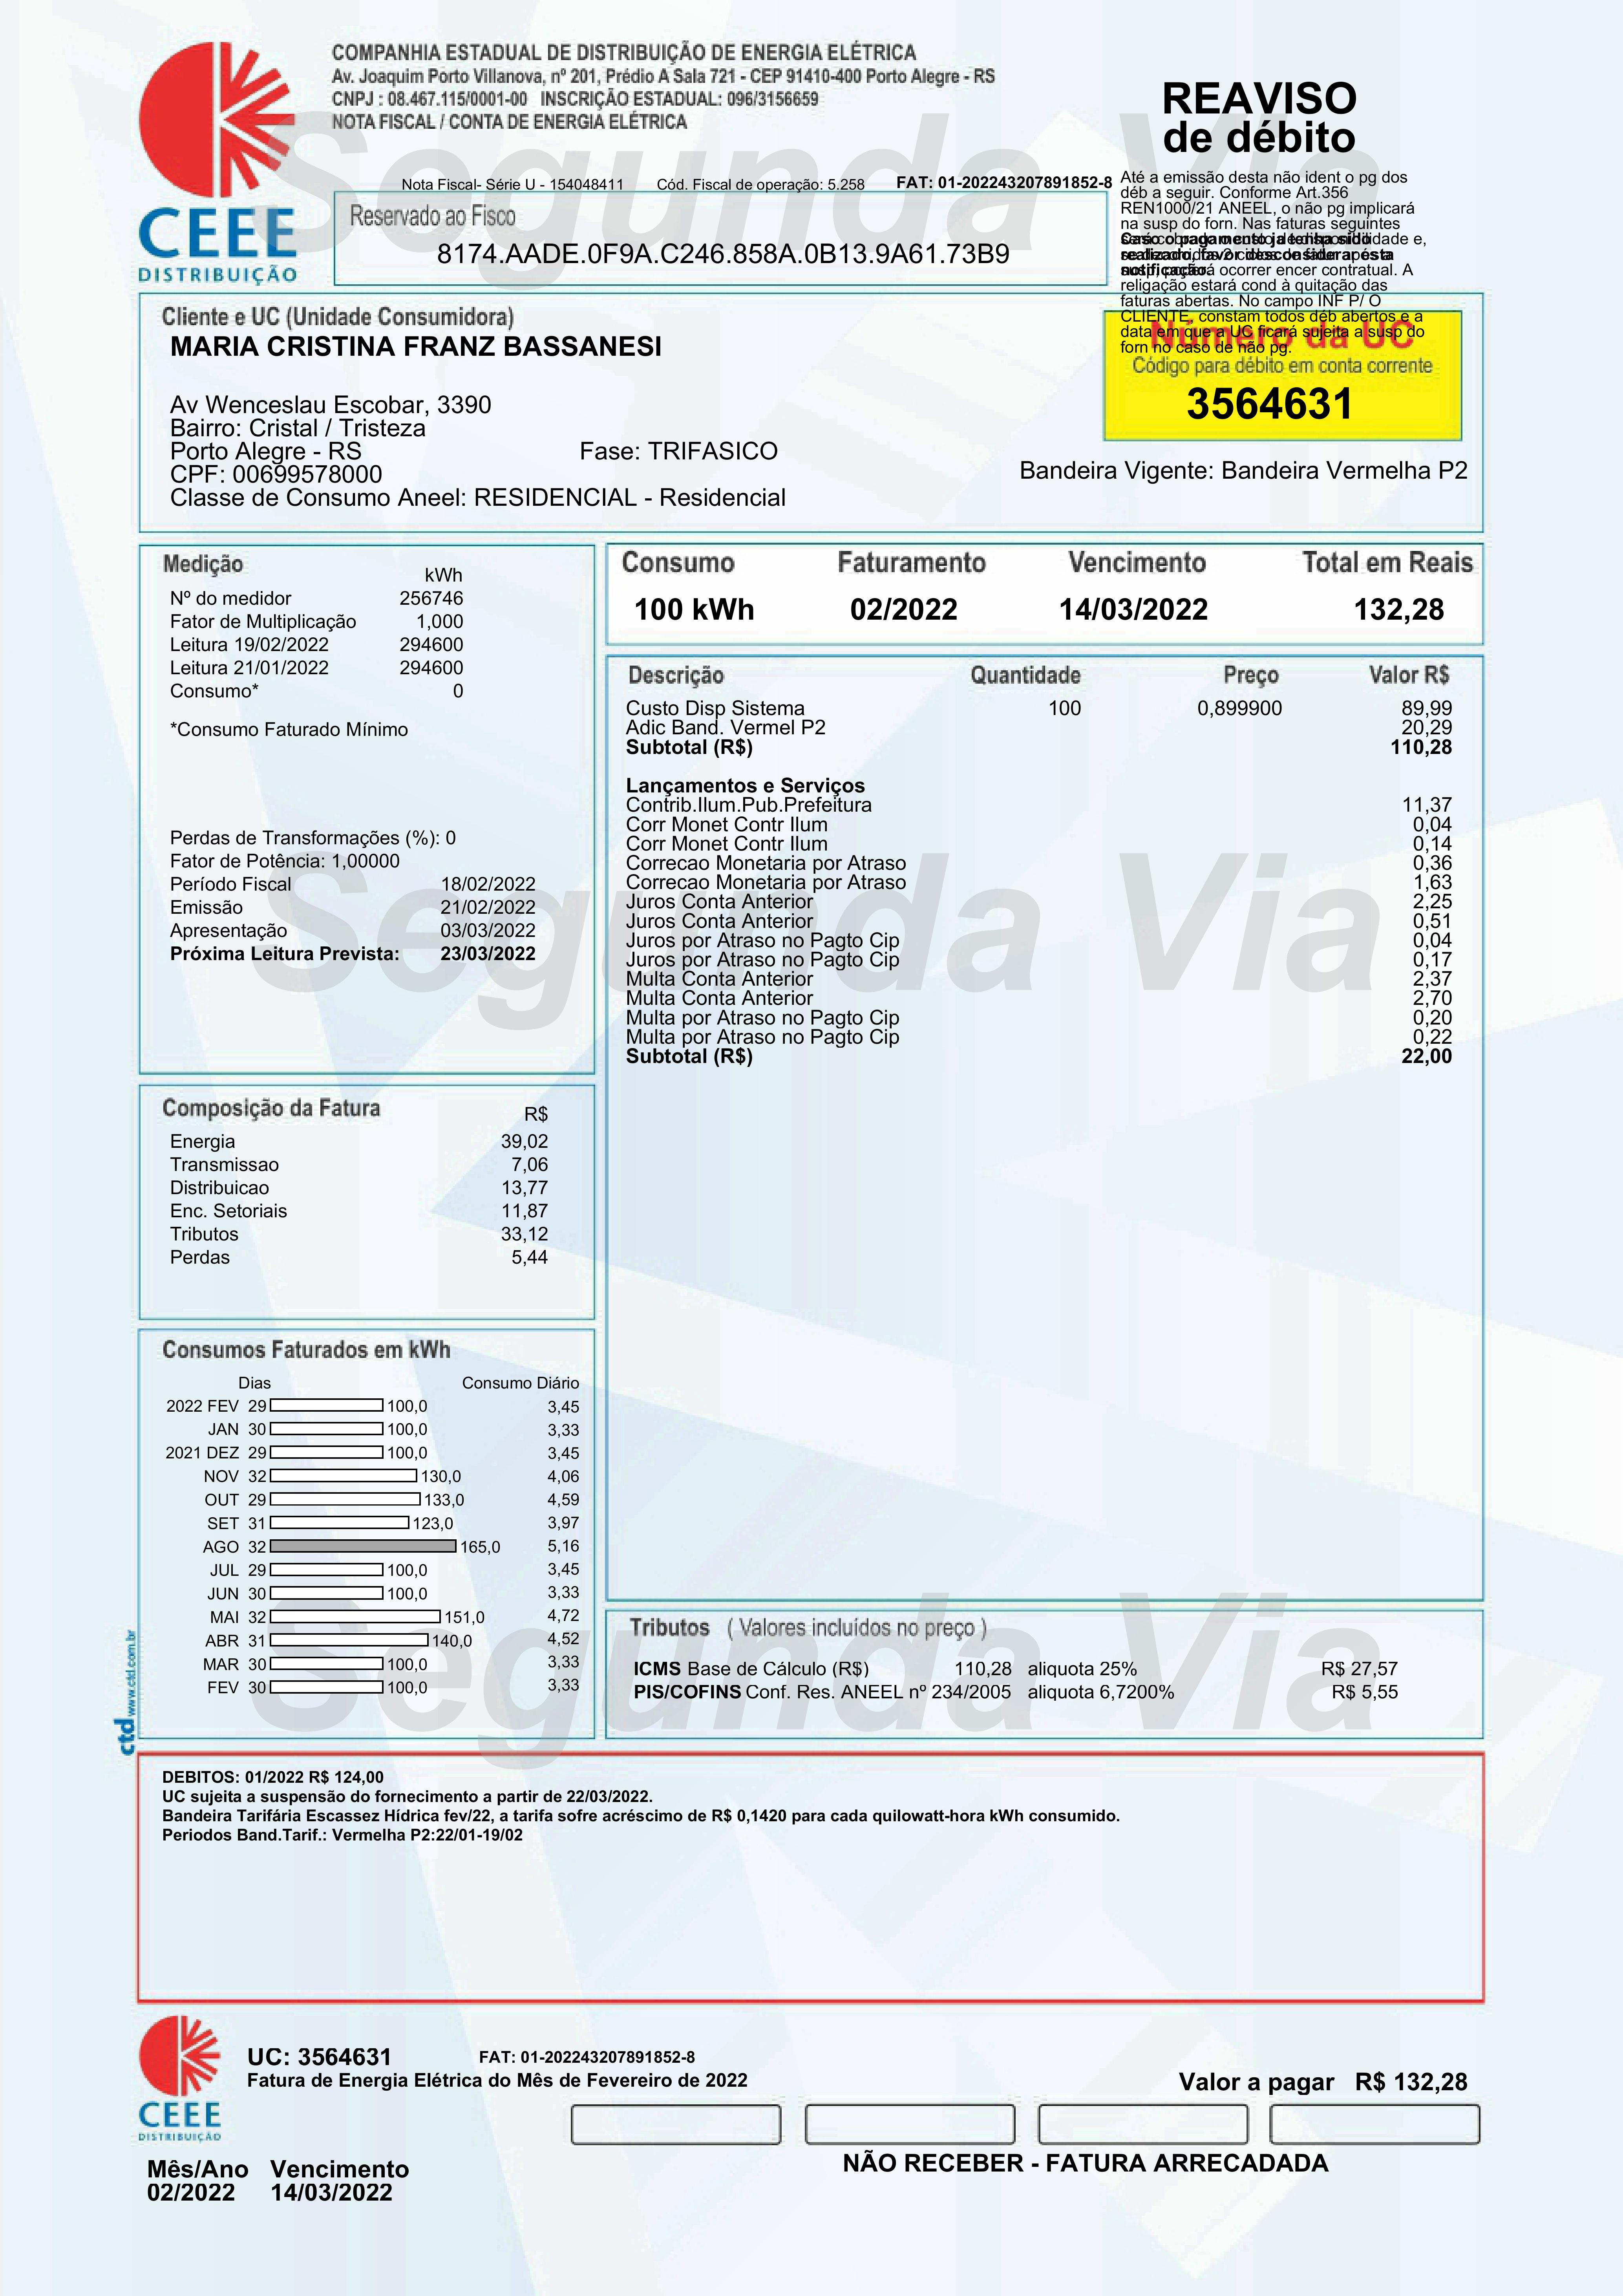 COMPANHIA ESTADUAL DE DISTRIBUIÇÃO DE ENERGIA ELÉTRICA
Av. Joaquim Porto Villanova, nº 201, Prédio A Sala 721 - CEP 91410-400 Porto Alegre - RS
CNPJ : 08.467.115/0001-00 INSCRIÇÃO ESTADUAL: 096/3156659
NOTA FISCAL / CONTA DE ENERGIA ELÉTRICA
CEEE
DISTRIBUIÇÃO
REAVISO
de débito
Nota Fiscal- Série U - 154048411 Cód. Fiscal de operação: 5.258 FAT: 01-202243207891852-8
Reservado ao Fisco
8174.AADE.0F9A.C246.858A.0B13.9A61.73B9
Até a emissão desta não ident o pg dos
déb a seguir. Conforme Art.356
REN1000/21 ANEEL, o não pg implicará
na susp do forn. Nas faturas seguintes
Caso o pagamento ja tenha sido
realizado, favor desconsiderar esta
notificação.
religação estará cond à quitação das
faturas abertas. No campo INF P/ O
CLIENTE, constam todos déb abertos e a
data em que a UC ficará sujeita a susp do
forn no caso de não pg.
Cliente e UC (Unidade Consumidora)
MARIA CRISTINA FRANZ BASSANESI
Av Wenceslau Escobar, 3390
Bairro: Cristal / Tristeza
Porto Alegre - RS Fase: TRIFASICO
CPF: 00699578000
Classe de Consumo Aneel: RESIDENCIAL - Residencial
Número da UC
Código para débito em conta corrente
3564631
Bandeira Vigente: Bandeira Vermelha P2
Medição
kWh
Nº do medidor 256746
Fator de Multiplicação 1,000
Leitura 19/02/2022 294600
Leitura 21/01/2022 294600
Consumo* 0
*Consumo Faturado Mínimo
Perdas de Transformações (%): 0
Fator de Potência: 1,00000
Período Fiscal 18/02/2022
Emissão 21/02/2022
Apresentação 03/03/2022
Próxima Leitura Prevista: 23/03/2022
Consumo Faturamento Vencimento Total em Reais
100 kWh 02/2022 14/03/2022 132,28
Descrição Quantidade Preço Valor R$
Custo Disp Sistema 100 0,899900 89,99
Adic Band. Vermel P2 20,29
Subtotal (R$) 110,28
Lançamentos e Serviços
Contrib.Ilum.Pub.Prefeitura 11,37
Corr Monet Contr Ilum 0,04
Corr Monet Contr Ilum 0,14
Correcao Monetaria por Atraso 0,36
Correcao Monetaria por Atraso 1,63
Juros Conta Anterior 2,25
Juros Conta Anterior 0,51
Juros por Atraso no Pagto Cip 0,04
Juros por Atraso no Pagto Cip 0,17
Multa Conta Anterior 2,37
Multa Conta Anterior 2,70
Multa por Atraso no Pagto Cip 0,20
Multa por Atraso no Pagto Cip 0,22
Subtotal (R$) 22,00
Composição da Fatura
R$
Energia 39,02
Transmissao 7,06
Distribuicao 13,77
Enc. Setoriais 11,87
Tributos 33,12
Perdas 5,44
Consumos Faturados em kWh
Dias Consumo Diário
2022 FEV 29 100,0 3,45
JAN 30 100,0 3,33
2021 DEZ 29 100,0 3,45
NOV 32 130,0 4,06
OUT 29 133,0 4,59
SET 31 123,0 3,97
AGO 32 165,0 5,16
JUL 29 100,0 3,45
JUN 30 100,0 3,33
MAI 32 151,0 4,72
ABR 31 140,0 4,52
MAR 30 100,0 3,33
FEV 30 100,0 3,33
Tributos ( Valores incluídos no preço )
ICMS Base de Cálculo (R$) 110,28 aliquota 25% R$ 27,57
PIS/COFINS Conf. Res. ANEEL nº 234/2005 aliquota 6,7200% R$ 5,55
ctd www.ctd.com.br
Segunda Via
Segunda Via
Segunda Via
DEBITOS: 01/2022 R$ 124,00
UC sujeita a suspensão do fornecimento a partir de 22/03/2022.
Bandeira Tarifária Escassez Hídrica fev/22, a tarifa sofre acréscimo de R$ 0,1420 para cada quilowatt-hora kWh consumido.
Periodos Band.Tarif.: Vermelha P2:22/01-19/02
CEEE
DISTRIBUIÇÃO
UC: 3564631 FAT: 01-202243207891852-8
Fatura de Energia Elétrica do Mês de Fevereiro de 2022
Valor a pagar R$ 132,28
NÃO RECEBER - FATURA ARRECADADA
Mês/Ano Vencimento
02/2022 14/03/2022